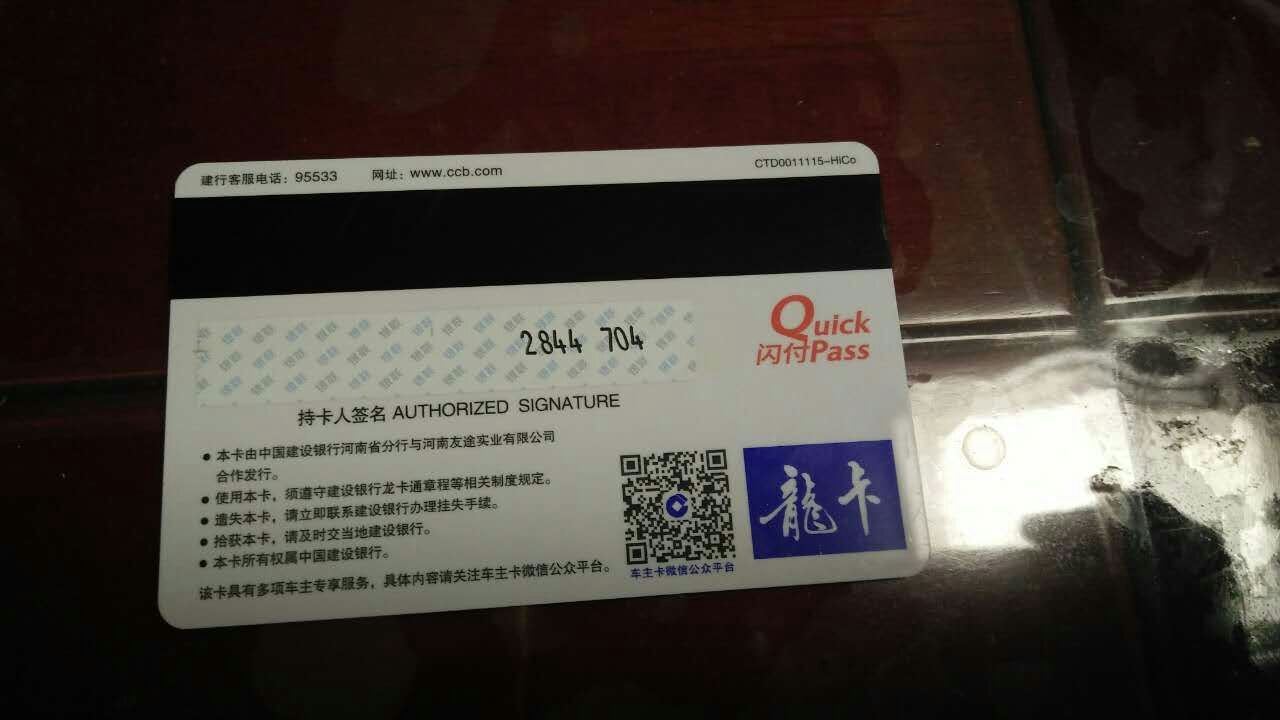 建行客服电话：95533 网址：www.ccb.com CTD0011115-HiCo
2844 704
Quick
闪付Pass
持卡人签名 AUTHORIZED SIGNATURE
● 本卡由中国建设银行河南省分行与河南友途实业有限公司
合作发行。
● 使用本卡，须遵守建设银行龙卡通章程等相关制度规定。
● 遗失本卡，请立即联系建设银行办理挂失手续。
● 拾获本卡，请及时交当地建设银行。
● 本卡所有权属中国建设银行。
该卡具有多项车主专享服务，具体内容请关注车主卡微信公众平台。
车主卡微信公众平台
龍卡